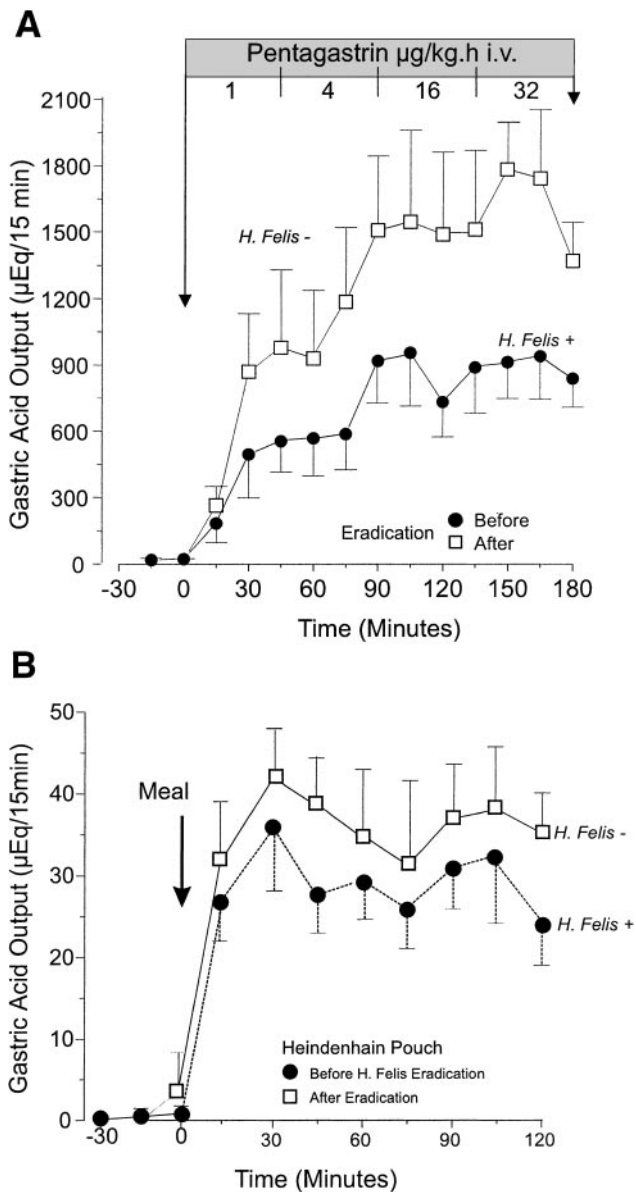 A
Pentagastrin µg/kg.h i.v.
1 4 16 32
2100
1800
1500
1200
900
600
300
0
Gastric Acid Output (µEq/15 min)
H. Felis -
H. Felis +
Eradication
Before
After
-30 0 30 60 90 120 150 180
Time (Minutes)
B
50
40
30
20
10
0
Gastric Acid Output (µEq/15min)
Meal
H. Felis -
H. Felis +
Heindenhain Pouch
Before H. Felis Eradication
After Eradication
-30 0 30 60 90 120
Time (Minutes)